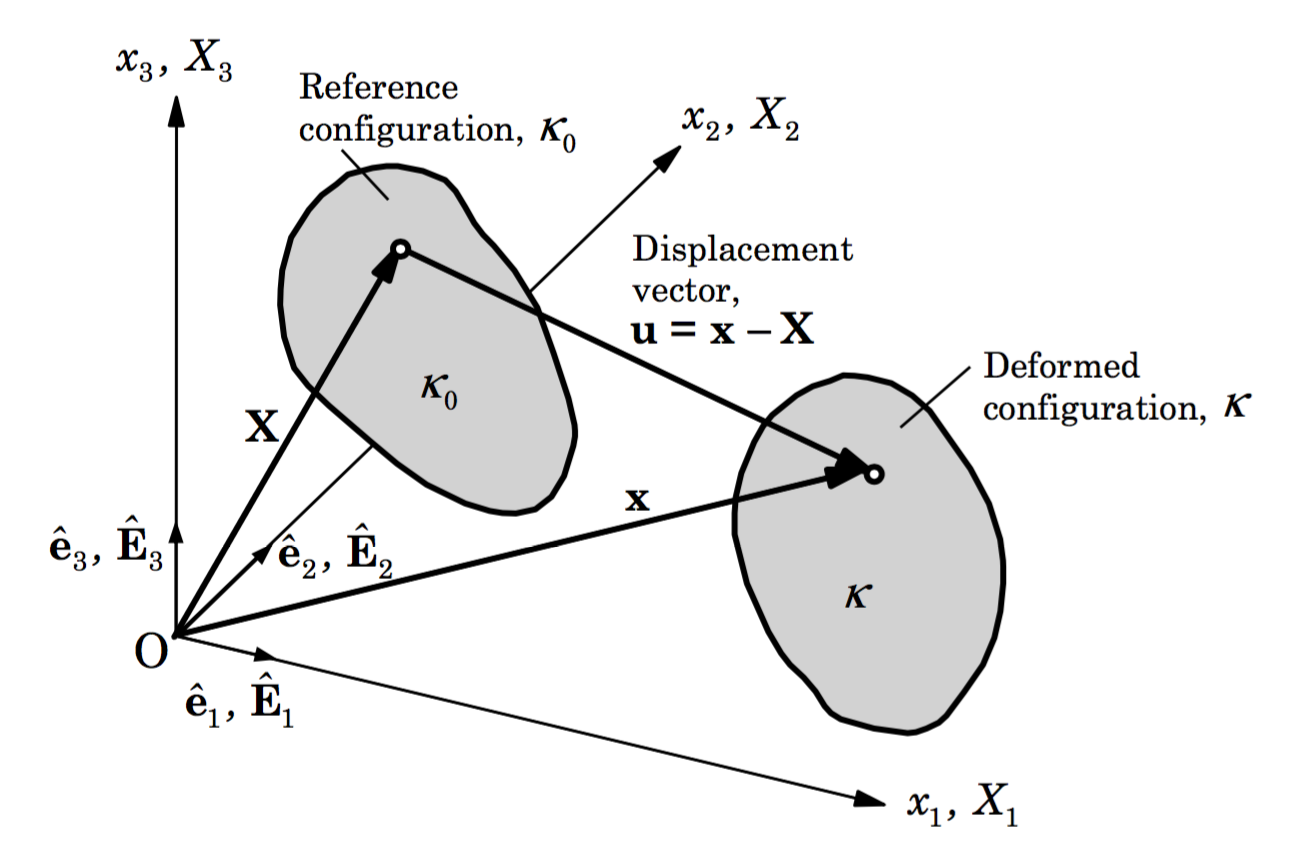 x₃, X₃
Reference
configuration, κ₀
x₂, X₂
Displacement
vector,
u = x – X
Deformed
configuration, κ
κ₀
X
x
ê₃, Ê₃
ê₂, Ê₂
κ
O
ê₁, Ê₁
x₁, X₁